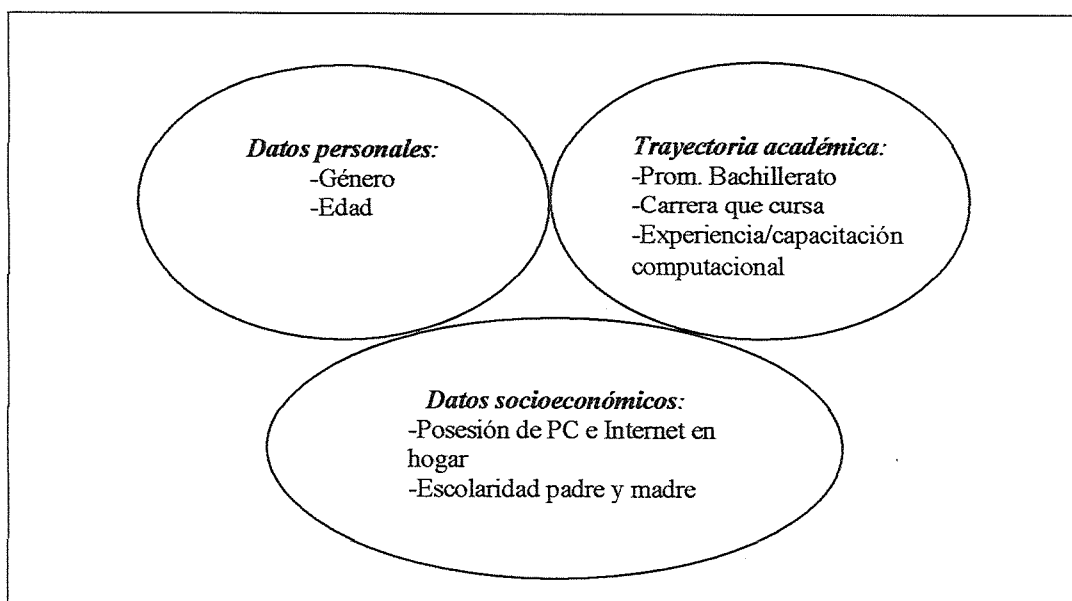 Datos personales:
-Género
-Edad
Trayectoria académica:
-Prom. Bachillerato
-Carrera que cursa
-Experiencia/capacitación
computacional
Datos socioeconómicos:
-Posesión de PC e Internet en
hogar
-Escolaridad padre y madre